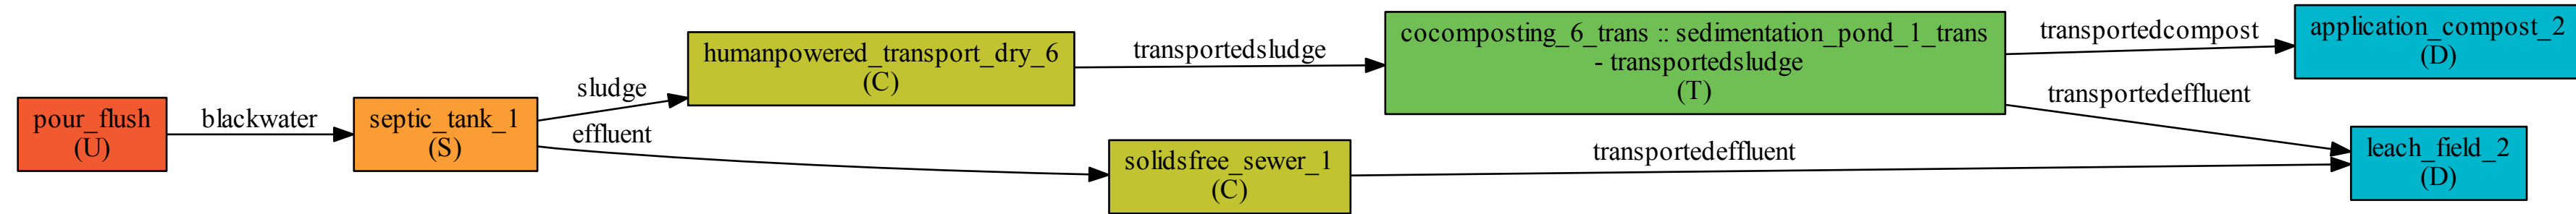 pour_flush
(U)
blackwater
septic_tank_1
(S)
sludge
effluent
humanpowered_transport_dry_6
(C)
transportedsludge
solidsfree_sewer_1
(C)
cocomposting_6_trans :: sedimentation_pond_1_trans
- transportedsludge
(T)
transportedcompost
transportedeffluent
transportedeffluent
application_compost_2
(D)
leach_field_2
(D)